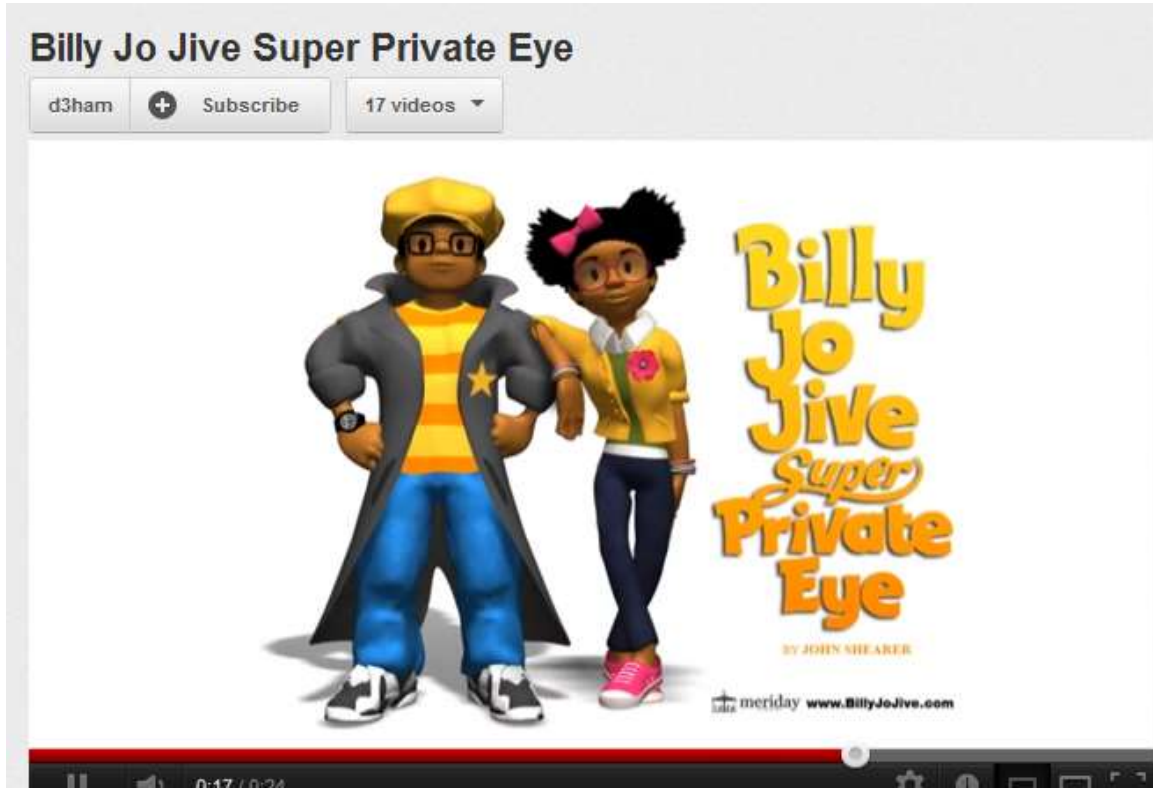 Billy Jo Jive Super Private Eye
d3ham Subscribe 17 videos
Billy
Jo
Jive
Super
Private
Eye
BY JOHN SHEARER
meriday www.BillyJoJive.com
0:17 / 0:24